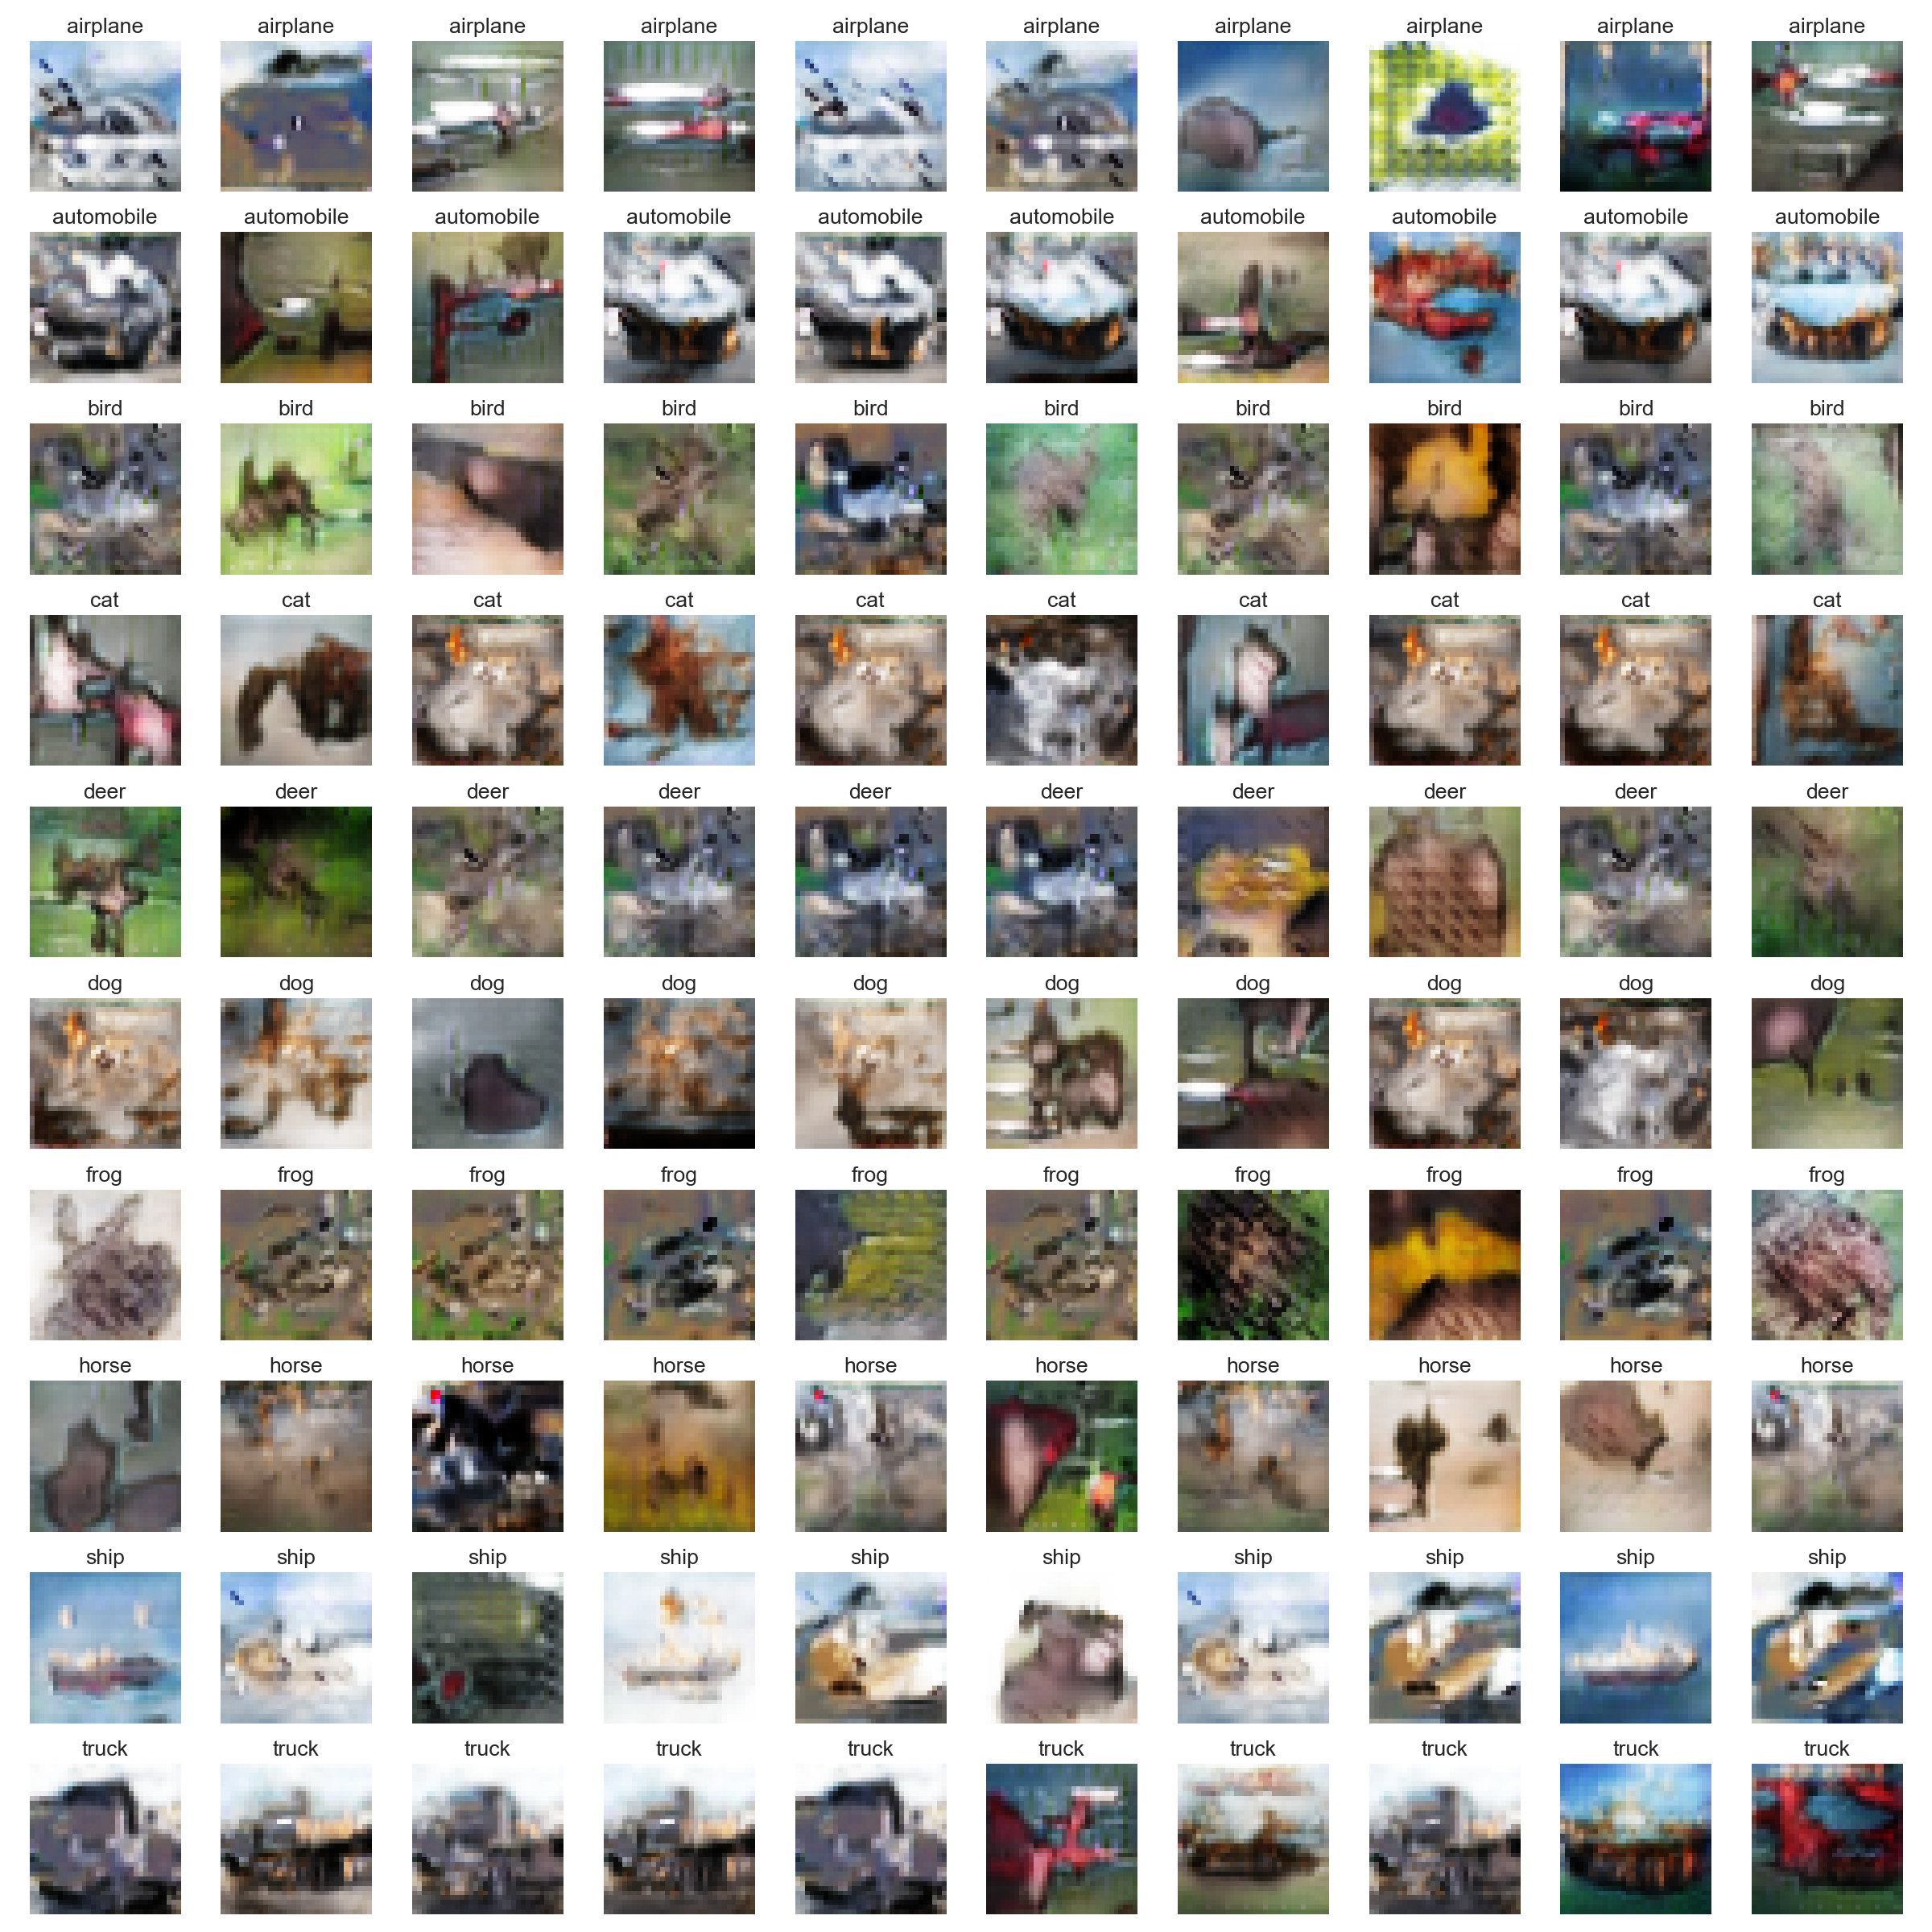 airplane airplane airplane airplane airplane airplane airplane airplane airplane airplane
automobile automobile automobile automobile automobile automobile automobile automobile automobile automobile
bird bird bird bird bird bird bird bird bird bird
cat cat cat cat cat cat cat cat cat cat
deer deer deer deer deer deer deer deer deer deer
dog dog dog dog dog dog dog dog dog dog
frog frog frog frog frog frog frog frog frog frog
horse horse horse horse horse horse horse horse horse horse
ship ship ship ship ship ship ship ship ship ship
truck truck truck truck truck truck truck truck truck truck